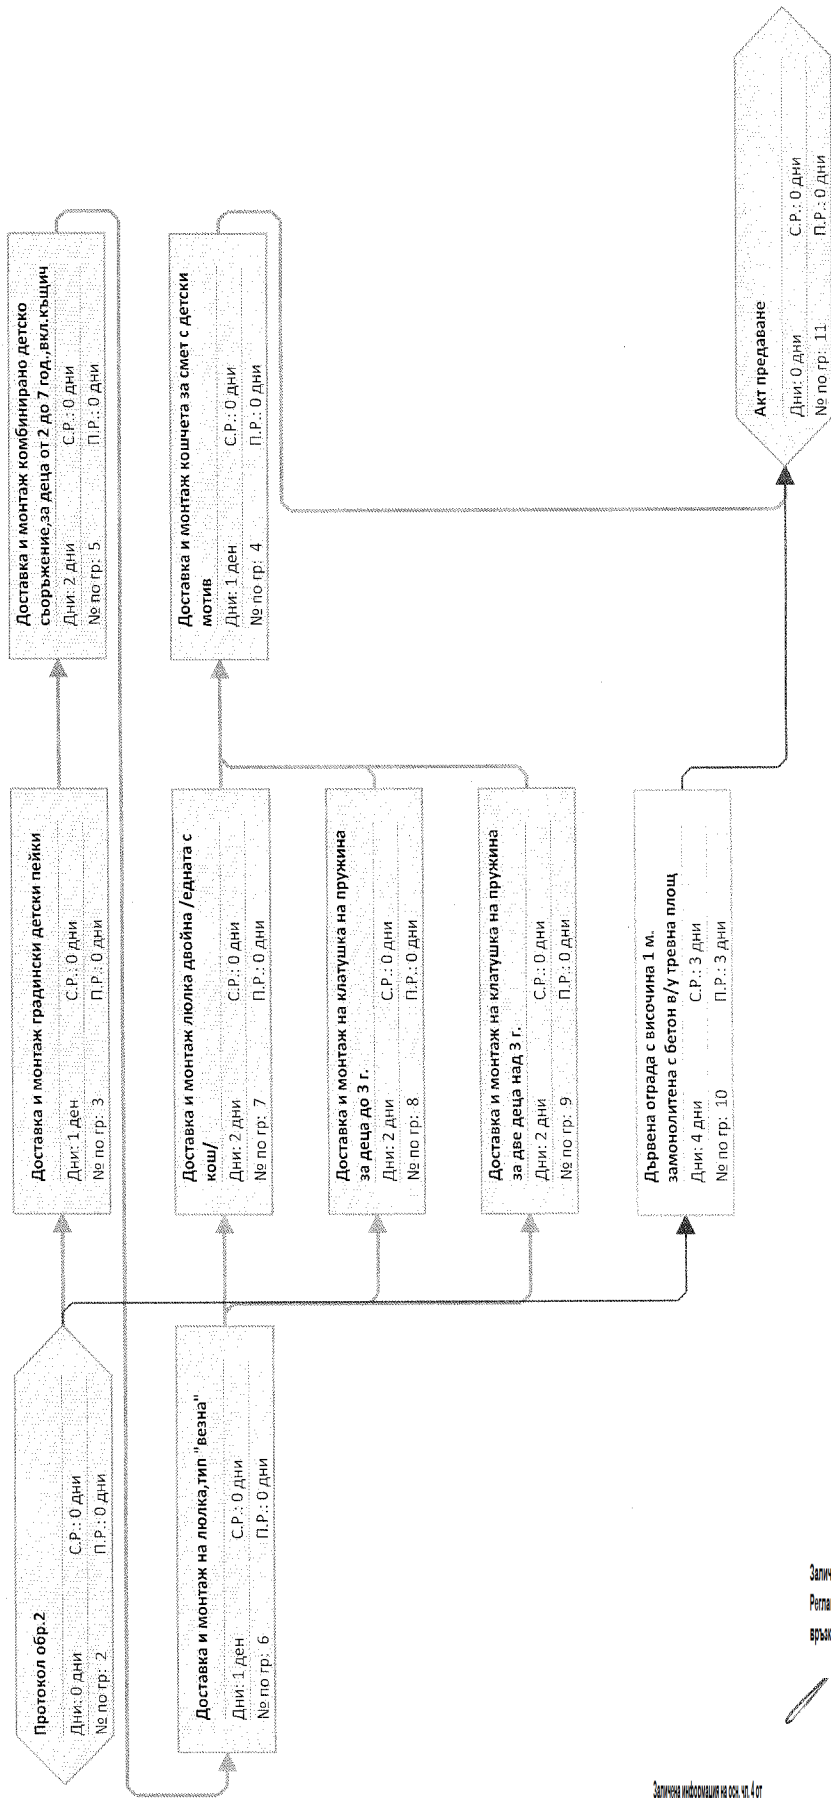 Протокол обр.2
Дни: 0 дни С.Р.: 0 дни
№ по гр: 2 П.Р.: 0 дни
Доставка и монтаж градински детски пейки
Дни: 1 ден С.Р.: 0 дни
№ по гр: 3 П.Р.: 0 дни
Доставка и монтаж комбинирано детско
съоръжение,за деца от 2 до 7 год.,вкл.къщич
Дни: 2 дни С.Р.: 0 дни
№ по гр: 5 П.Р.: 0 дни
Доставка и монтаж на люлка,тип "везна"
Дни: 1 ден С.Р.: 0 дни
№ по гр: 6 П.Р.: 0 дни
Доставка и монтаж люлка двойна /едната с
кош/
Дни: 2 дни С.Р.: 0 дни
№ по гр: 7 П.Р.: 0 дни
Доставка и монтаж кошчета за смет с детски
мотив
Дни: 1 ден С.Р.: 0 дни
№ по гр: 4 П.Р.: 0 дни
Доставка и монтаж на клатушка на пружина
за деца до 3 г.
Дни: 2 дни С.Р.: 0 дни
№ по гр: 8 П.Р.: 0 дни
Доставка и монтаж на клатушка на пружина
за две деца над 3 г.
Дни: 2 дни С.Р.: 0 дни
№ по гр: 9 П.Р.: 0 дни
Дървена ограда с височина 1 м.
замонолитена с бетон в/у тревна площ
Дни: 4 дни С.Р.: 3 дни
№ по гр: 10 П.Р.: 3 дни
Акт предаване
Дни: 0 дни С.Р.: 0 дни
№ по гр: 11 П.Р.: 0 дни
Залич
Регла
връзк
Заличена информация на осн. чл. 4 от